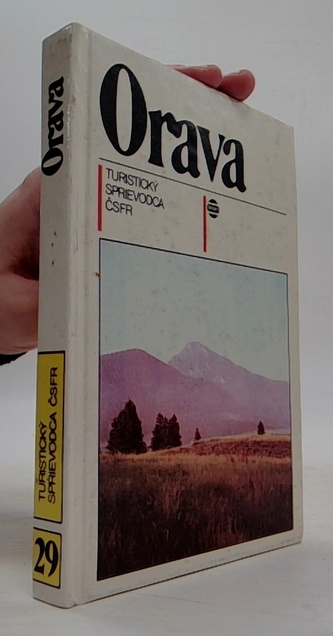 Orava
TURISTICKÝ
SPRIEVODCA
ČSFR
Orava
TURISTICKÝ
SPRIEVODCA ČSFR
29